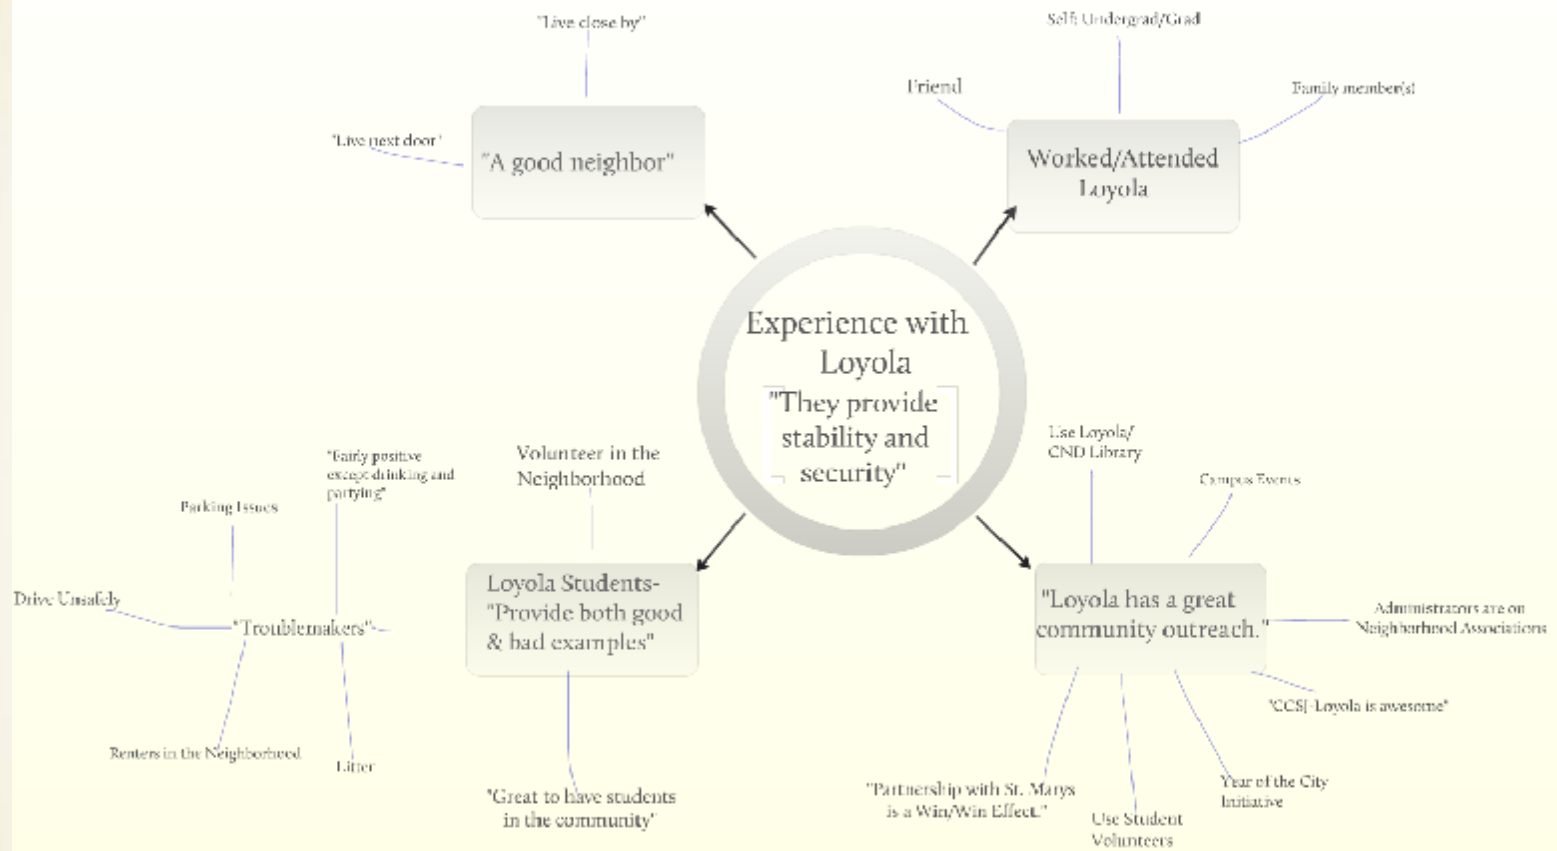 "Live close by"
"Live next door"
"A good neighbor"
Self: Undergrad/Grad
Friend
Family member(s)
Worked/Attended
Loyola
Experience with
Loyola
"They provide
stability and
security"
Volunteer in the
Neighborhood
Loyola Students-
"Provide both good
& bad examples"
"Great to have students
in the community"
"Fairly positive
except drinking and
partying"
Parking Issues
Drive Unsafely
"Troublemakers"
Renters in the Neighborhood
Litter
Use Loyola/
CND Library
Campus Events
"Loyola has a great
community outreach."
Administrators are on
Neighborhood Associations
"CCSJ-Loyola is awesome"
Year of the City
Initiative
Use Student
Volunteers
"Partnership with St. Marys
is a Win/Win Effect."